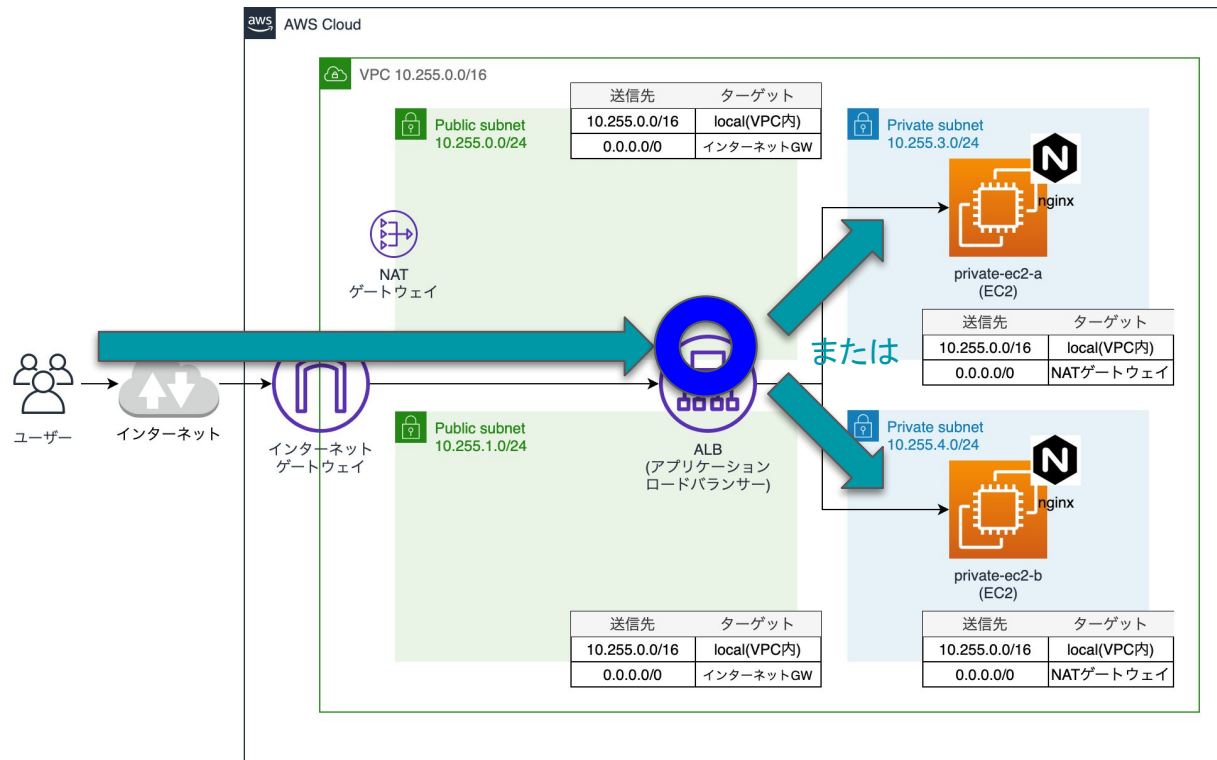 aws
AWS Cloud
VPC 10.255.0.0/16
Public subnet
10.255.0.0/24
送信先 ターゲット
10.255.0.0/16 local(VPC内)
0.0.0.0/0 インターネットGW
Private subnet
10.255.3.0/24
N
nginx
private-ec2-a
(EC2)
NAT
ゲートウェイ
送信先 ターゲット
10.255.0.0/16 local(VPC内)
0.0.0.0/0 NATゲートウェイ
または
ユーザー
インターネット
インターネット
ゲートウェイ
ALB
(アプリケーション
ロードバランサー)
Public subnet
10.255.1.0/24
Private subnet
10.255.4.0/24
N
nginx
private-ec2-b
(EC2)
送信先 ターゲット
10.255.0.0/16 local(VPC内)
0.0.0.0/0 インターネットGW
送信先 ターゲット
10.255.0.0/16 local(VPC内)
0.0.0.0/0 NATゲートウェイ